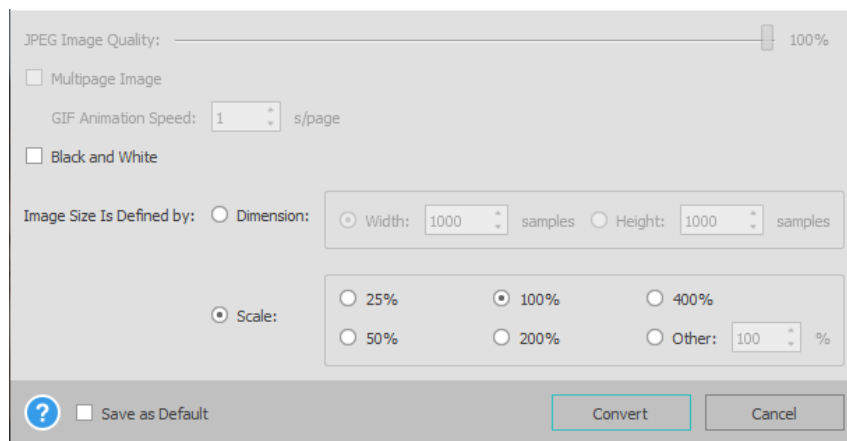 JPEG Image Quality: 100%
Multipage Image
GIF Animation Speed: 1 s/page
Black and White
Image Size Is Defined by: Dimension: Width: 1000 samples Height: 1000 samples
25% 100% 400%
Scale:
50% 200% Other: 100 %
? Save as Default Convert Cancel